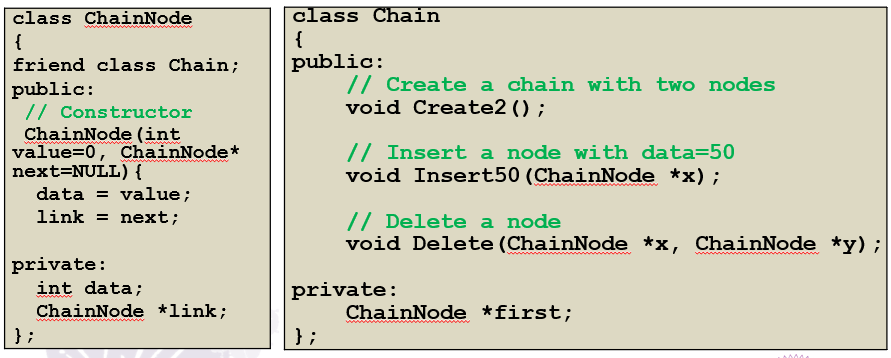 class ChainNode
{
friend class Chain;
public:
// Constructor
ChainNode(int
value=0, ChainNode*
next=NULL){
data = value;
link = next;
private:
int data;
ChainNode *link;
};
class Chain
{
public:
// Create a chain with two nodes
void Create2();
// Insert a node with data=50
void Insert50(ChainNode *x);
// Delete a node
void Delete(ChainNode *x, ChainNode *y);
private:
ChainNode *first;
};